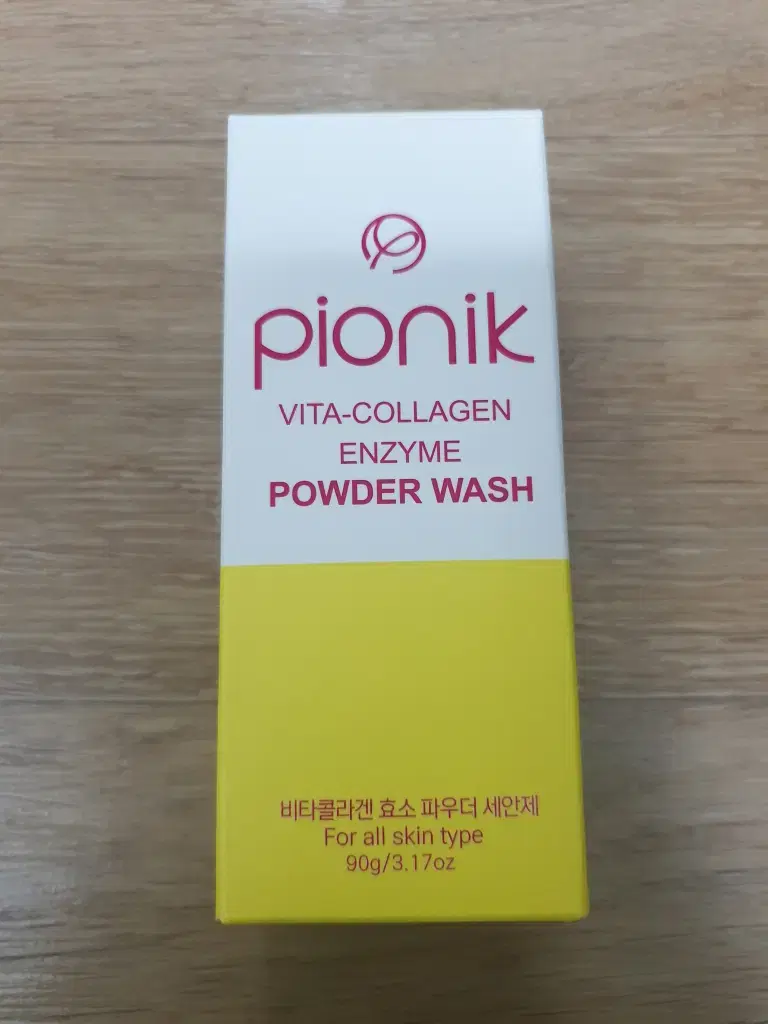 pionik
VITA-COLLAGEN
ENZYME
POWDER WASH
비타콜라겐 효소 파우더 세안제
For all skin type
90g/3.17oz